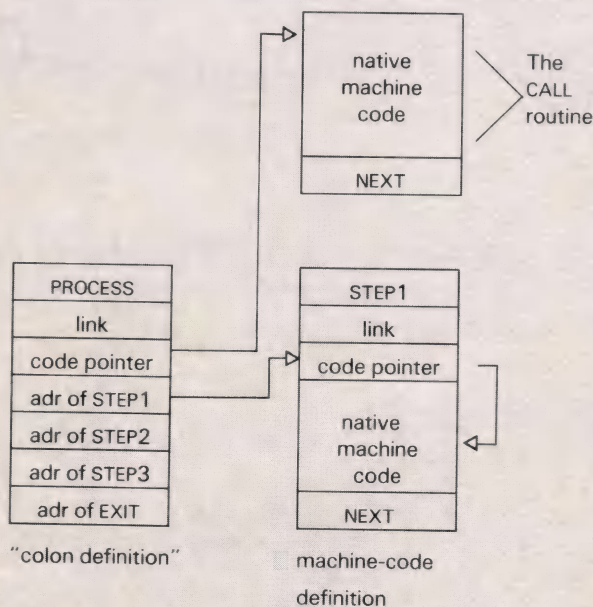 native
machine
code
NEXT
The
CALL
routine
PROCESS
link
code pointer
adr of STEP1
adr of STEP2
adr of STEP3
adr of EXIT
"colon definition"
STEP1
link
code pointer
native
machine
code
NEXT
machine-code
definition